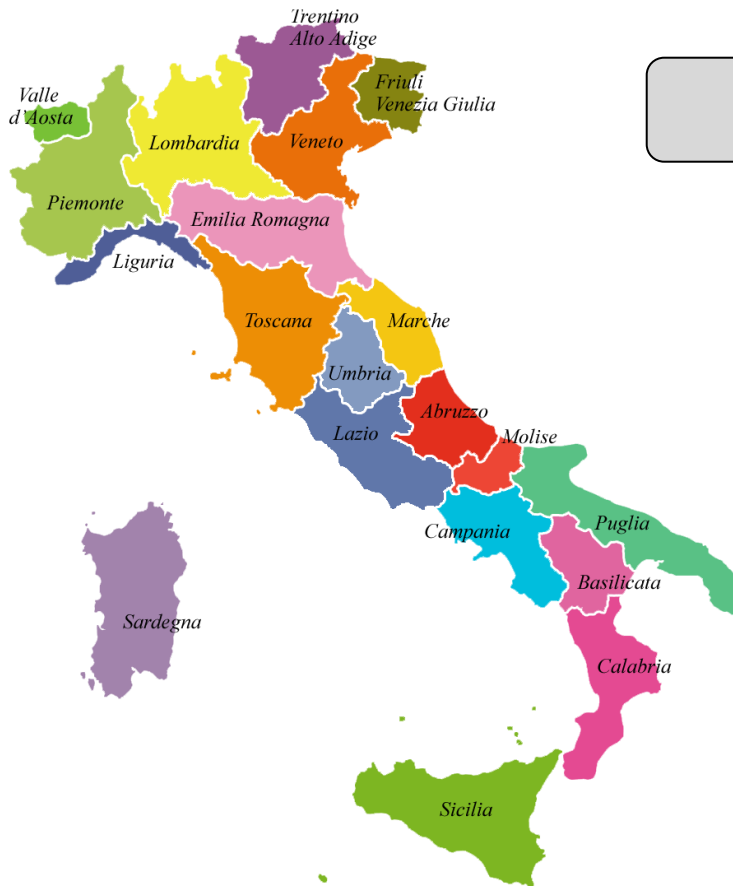 Trentino
Alto Adige
Friuli
Venezia Giulia
Valle
d'Aosta
Lombardia
Veneto
Piemonte
Emilia Romagna
Liguria
Toscana
Marche
Umbria
Abruzzo
Lazio
Molise
Campania
Puglia
Basilicata
Sardegna
Calabria
Sicilia